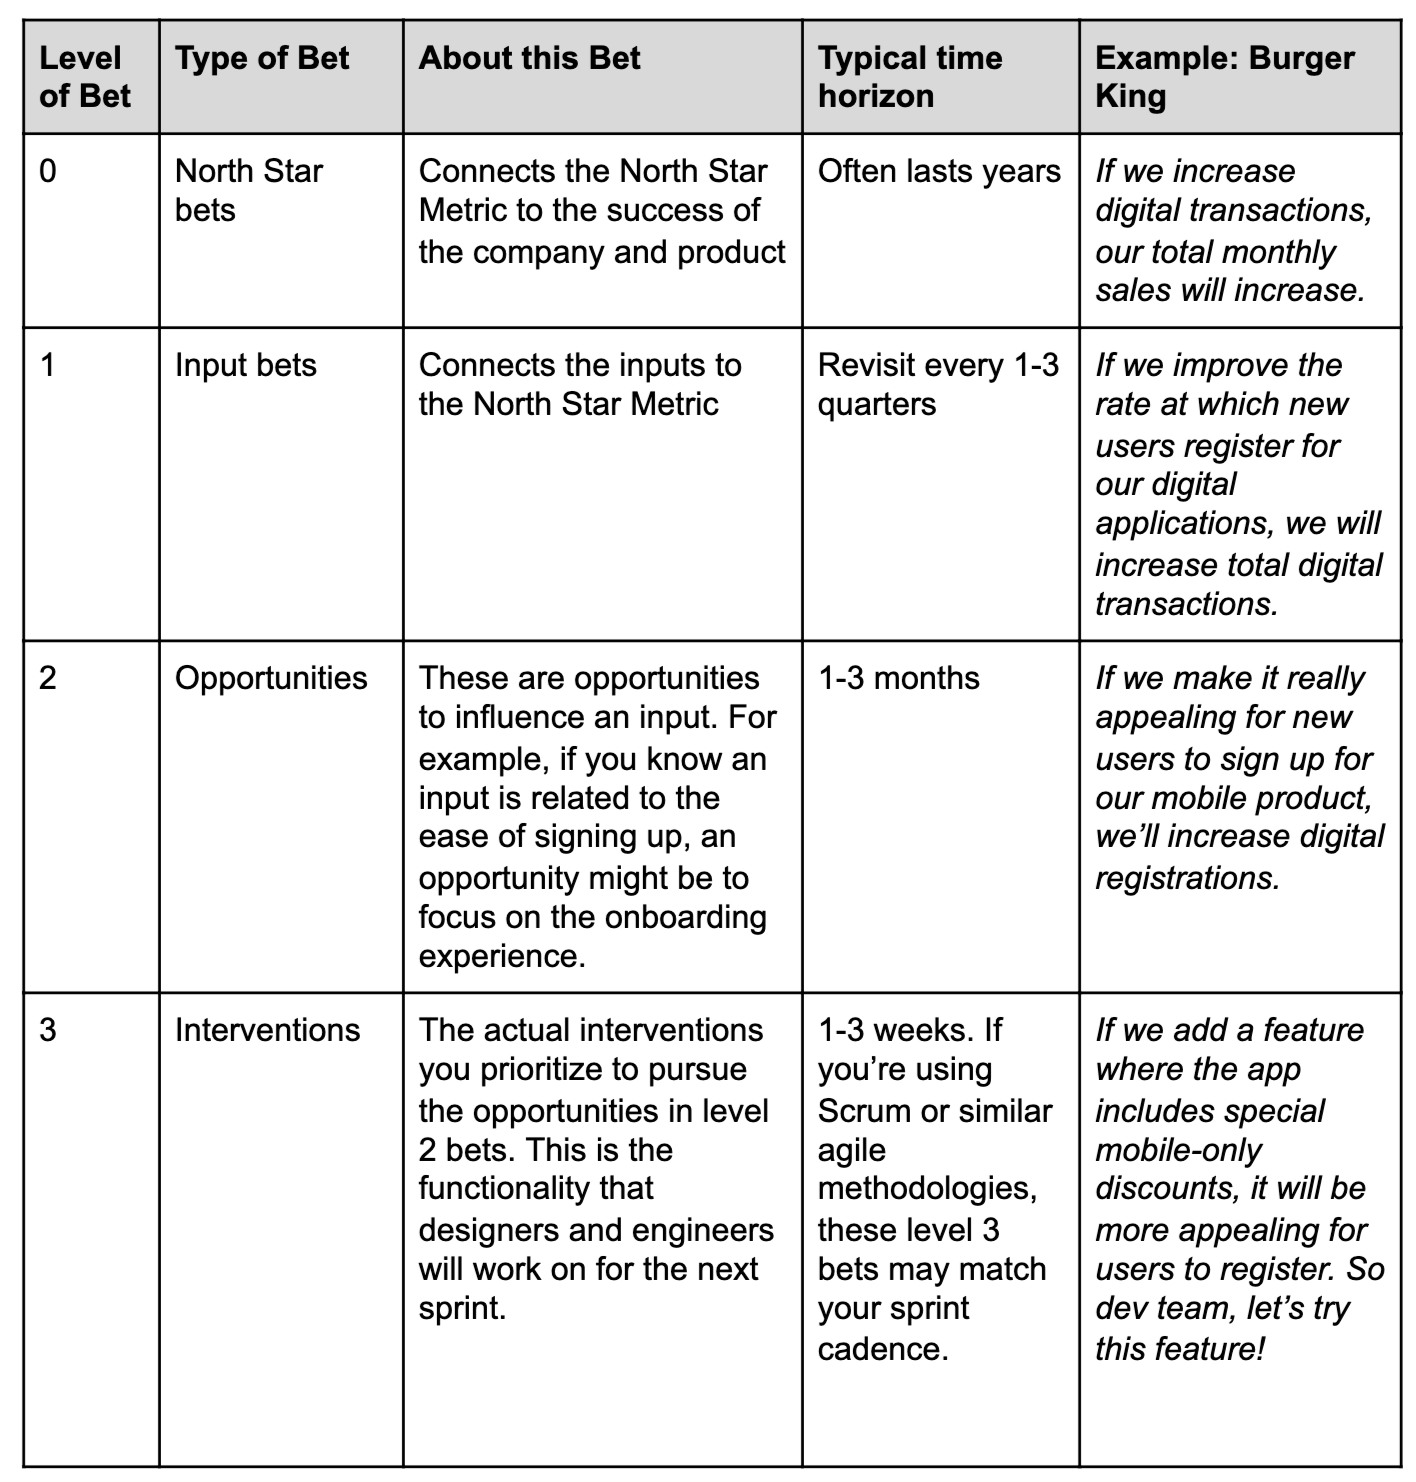 Level of Bet
Type of Bet
About this Bet
Typical time horizon
Example: Burger King
0
North Star
bets
Connects the North Star
Metric to the success of
the company and product
Often lasts years
If we increase
digital transactions,
our total monthly
sales will increase.
1
Input bets
Connects the inputs to
the North Star Metric
Revisit every 1-3
quarters
If we improve the
rate at which new
users register for
our digital
applications, we will
increase total digital
transactions.
2
Opportunities
These are opportunities
to influence an input. For
example, if you know an
input is related to the
ease of signing up, an
opportunity might be to
focus on the onboarding
experience.
1-3 months
If we make it really
appealing for new
users to sign up for
our mobile product,
we’ll increase digital
registrations.
3
Interventions
The actual interventions
you prioritize to pursue
the opportunities in level
2 bets. This is the
functionality that
designers and engineers
will work on for the next
sprint.
1-3 weeks. If
you’re using
Scrum or similar
agile
methodologies,
these level 3
bets may match
your sprint
cadence.
If we add a feature
where the app
includes special
mobile-only
discounts, it will be
more appealing for
users to register. So
dev team, let’s try
this feature!